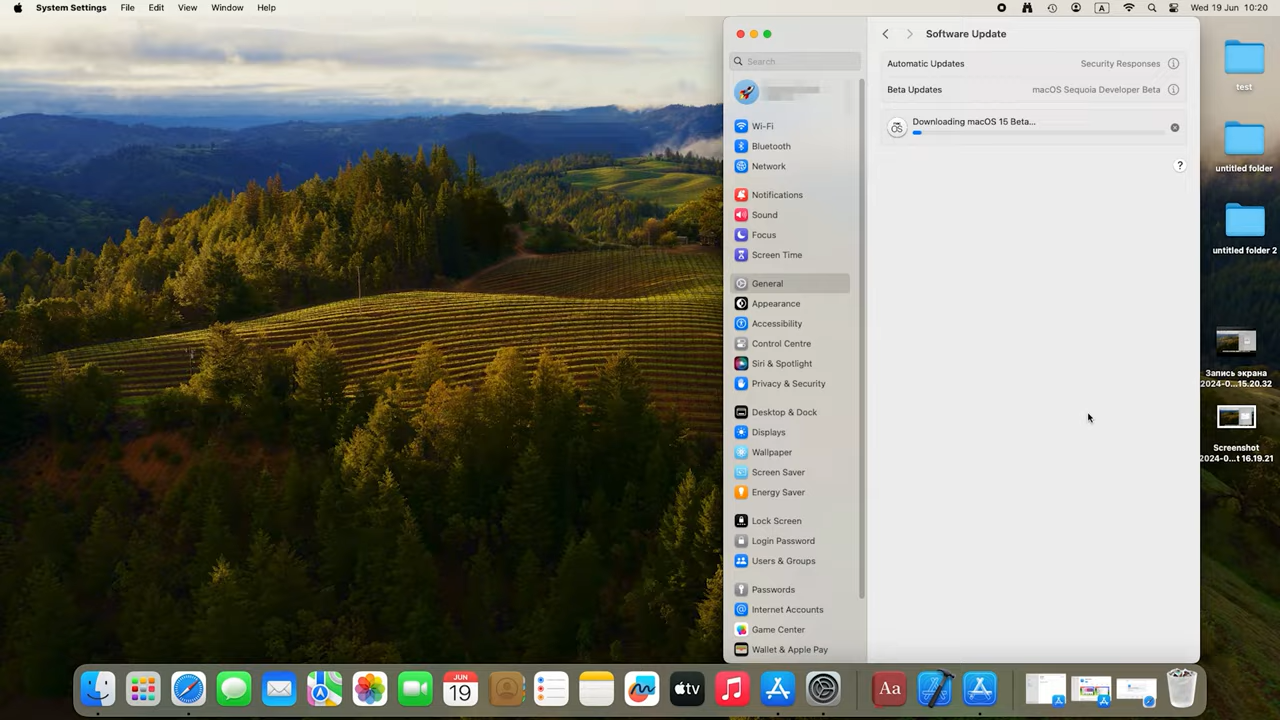 System Settings
File
Edit
View
Window
Help
A
Wed 19 Jun 10:20
Search
Wi-Fi
Bluetooth
Network
Notifications
Sound
Focus
Screen Time
General
Appearance
Accessibility
Control Centre
Siri & Spotlight
Privacy & Security
Desktop & Dock
Displays
Wallpaper
Screen Saver
Energy Saver
Lock Screen
Login Password
Users & Groups
Passwords
Internet Accounts
Game Center
Wallet & Apple Pay
Software Update
Automatic Updates
Security Responses
Beta Updates
macOS Sequoia Developer Beta
Downloading macOS 15 Beta...
?
test
untitled folder
untitled folder 2
Запись экрана
2024-0...15.20.32
Screenshot
2024-0...t 16.19.21
JUN
19
tv
Aa